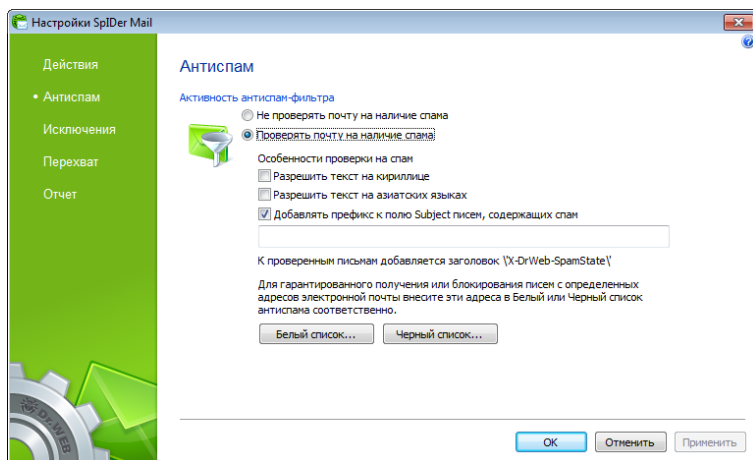 Настройки SpIDer Mail
Действия
Антиспам
Исключения
Перехват
Отчет
Антиспам
Активность антиспам-фильтра
Не проверять почту на наличие спама
Проверять почту на наличие спама
Особенности проверки на спам
Разрешить текст на кириллице
Разрешить текст на азиатских языках
Добавлять префикс к полю Subject писем, содержащих спам
К проверенным письмам добавляется заголовок \'X-DrWeb-SpamState\'
Для гарантированного получения или блокирования писем с определенных
адресов электронной почты внесите эти адреса в Белый или Черный список
антиспама соответственно.
Белый список...
Черный список...
Dr.WEB
OK
Отменить
Применить